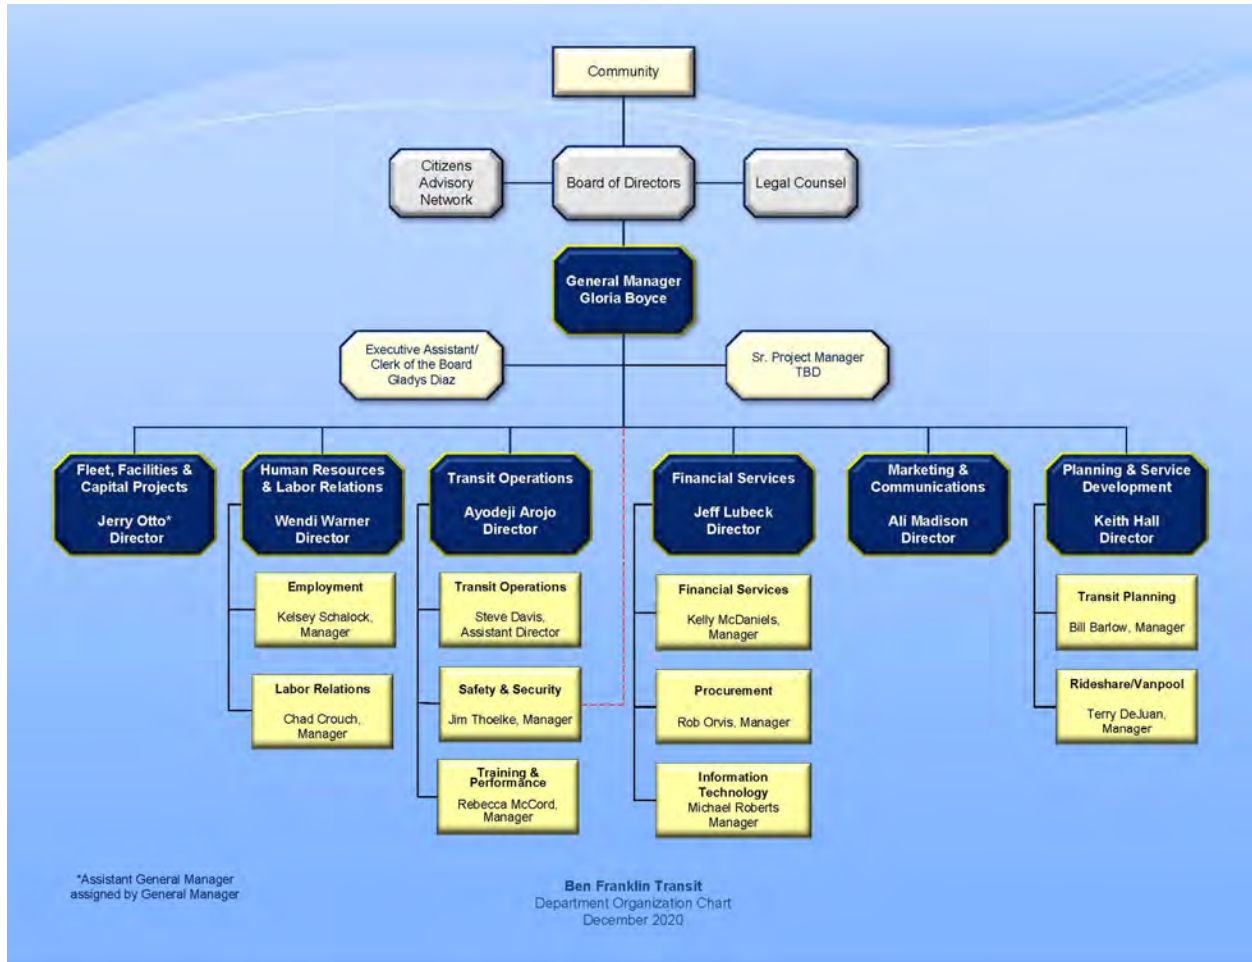 Community
Citizens
Advisory
Network
Board of Directors
Legal Counsel
General Manager
Gloria Boyce
Executive Assistant/
Clerk of the Board
Gladys Diaz
Sr. Project Manager
TBD
Fleet, Facilities &
Capital Projects
Jerry Otto*
Director
Human Resources
& Labor Relations
Wendi Warner
Director
Transit Operations
Ayodeji Arojo
Director
Financial Services
Jeff Lubeck
Director
Marketing &
Communications
Ali Madison
Director
Planning & Service
Development
Keith Hall
Director
Employment
Kelsey Schalock,
Manager
Labor Relations
Chad Crouch,
Manager
Transit Operations
Steve Davis,
Assistant Director
Safety & Security
Jim Thoelke, Manager
Training &
Performance
Rebecca McCord,
Manager
Financial Services
Kelly McDaniels,
Manager
Procurement
Rob Orvis, Manager
Information
Technology
Michael Roberts
Manager
Transit Planning
Bill Barlow, Manager
Rideshare/Vanpool
Terry DeJuan,
Manager
*Assistant General Manager
assigned by General Manager
Ben Franklin Transit
Department Organization Chart
December 2020